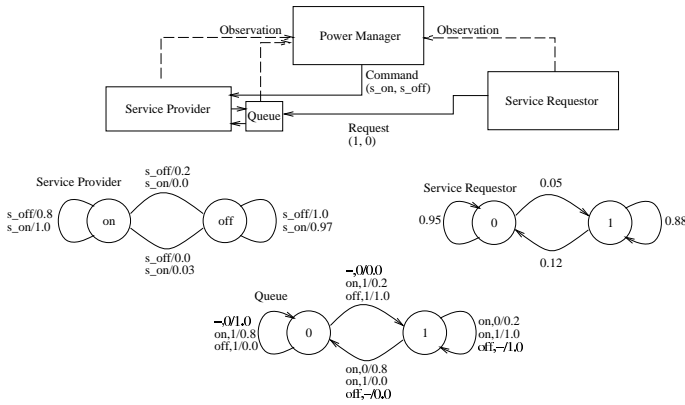 Observation
Power Manager
Observation
Command
(s_on, s_off)
Service Provider
Queue
Service Requestor
Request
(1, 0)
Service Provider
s_off/0.2
s_on/0.0
s_off/0.8
s_on/1.0
on
off
s_off/1.0
s_on/0.97
s_off/0.0
s_on/0.03
Service Requestor
0.05
0.95
0
1
0.88
0.12
Queue
–,0/0.0
on,1/0.2
off,1/1.0
–,0/1.0
on,1/0.8
off,1/0.0
0
1
on,0/0.2
on,1/1.0
off,–/1.0
on,0/0.8
on,1/0.0
off,–/0.0